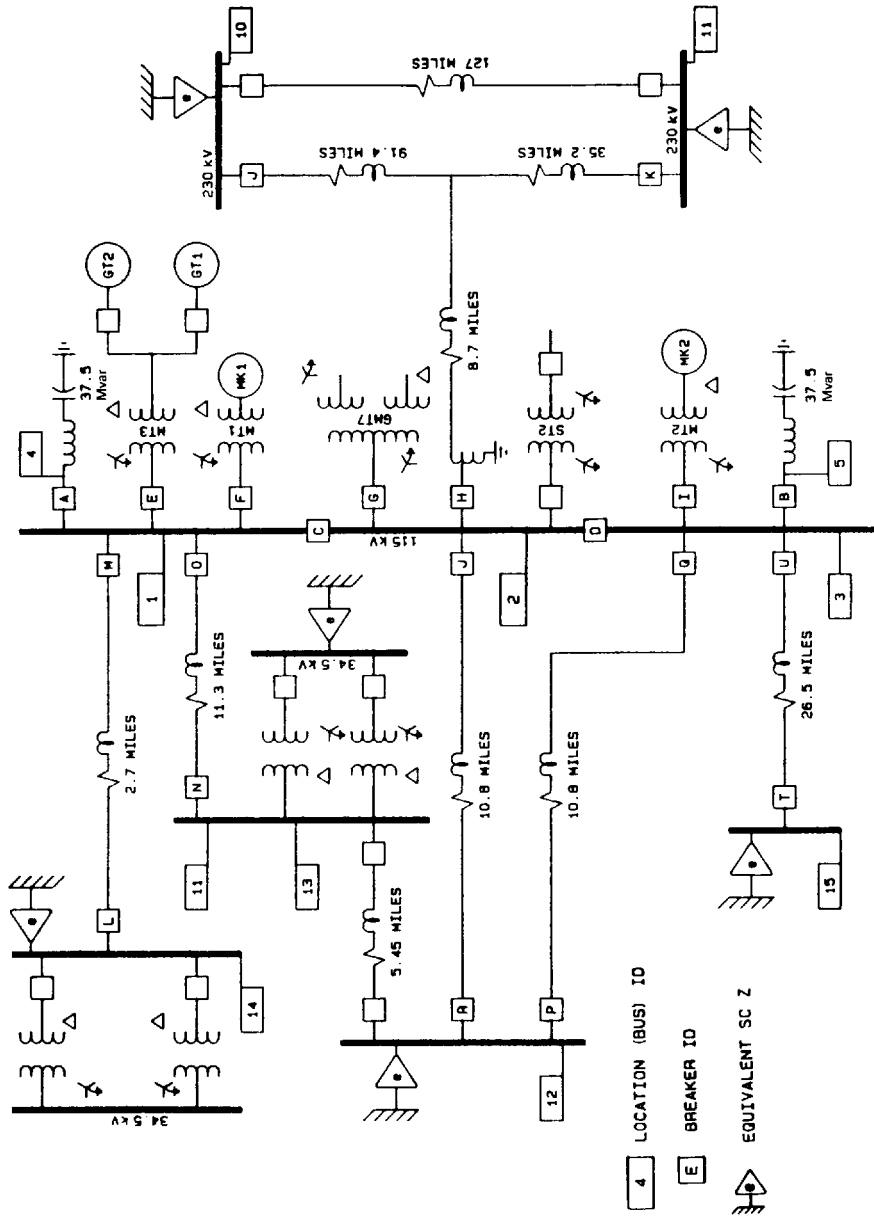 10
230 kV
J
127 MILES
91.4 MILES
35.2 MILES
K
230 kV
11
e
e
GT2
GT1
37.5
Mvar
4
A
MT3
E
MK1
MT1
F
GMT7
G
8.7 MILES
H
ST2
MK2
MT2
I
37.5
Mvar
B
5
C
115 kV
D
M
1
O
J
2
Q
U
3
2.7 MILES
11.3 MILES
e
34.5 kV
N
10.8 MILES
10.8 MILES
26.5 MILES
T
e
15
11
13
5.45 MILES
e
L
14
34.5 kV
R
P
e
12
4 LOCATION (BUS) ID
E BREAKER ID
e EQUIVALENT SC Z